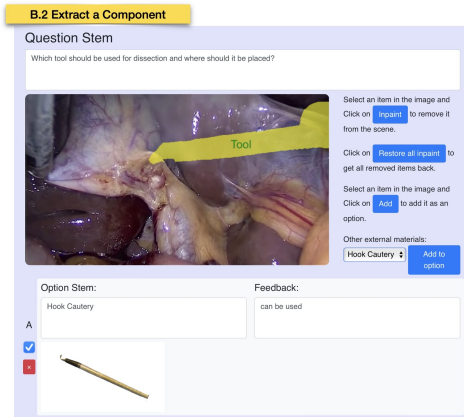 B.2 Extract a Component
Question Stem
Which tool should be used for dissection and where should it be placed?
Tool
Select an item in the image and
Click on Inpaint to remove it
from the scene.
Click on Restore all inpaint to
get all removed items back.
Select an item in the image and
Click on Add to add it as an
option.
Other external materials:
Hook Cautery Add to
option
Option Stem: Feedback:
Hook Cautery can be used
A
×